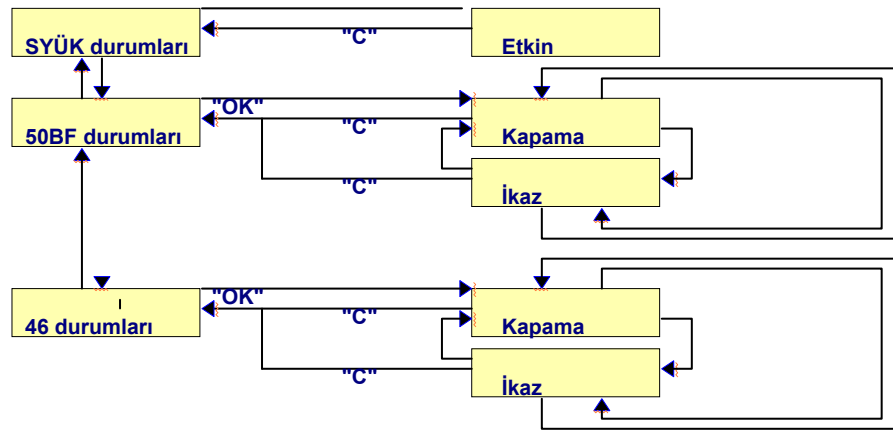 SYÜK durumları
"C"
Etkin
"OK"
50BF durumları
"C"
Kapama
"C"
İkaz
"OK"
46 durumları
"C"
Kapama
"C"
İkaz